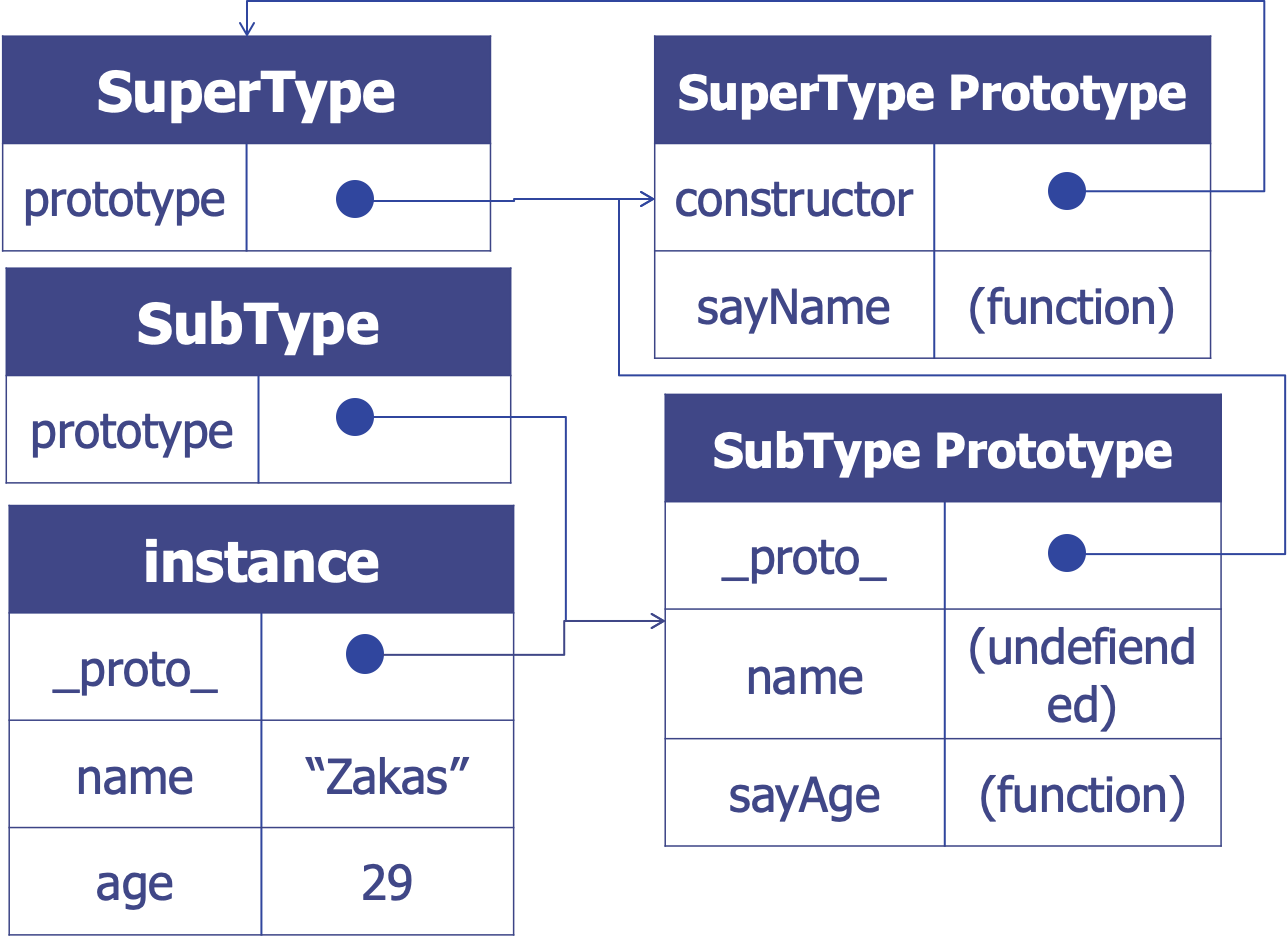 SuperType
prototype
SuperType Prototype
constructor
sayName
(function)
SubType
prototype
SubType Prototype
_proto_
name
(undefiend
ed)
sayAge
(function)
instance
_proto_
name
“Zakas”
age
29